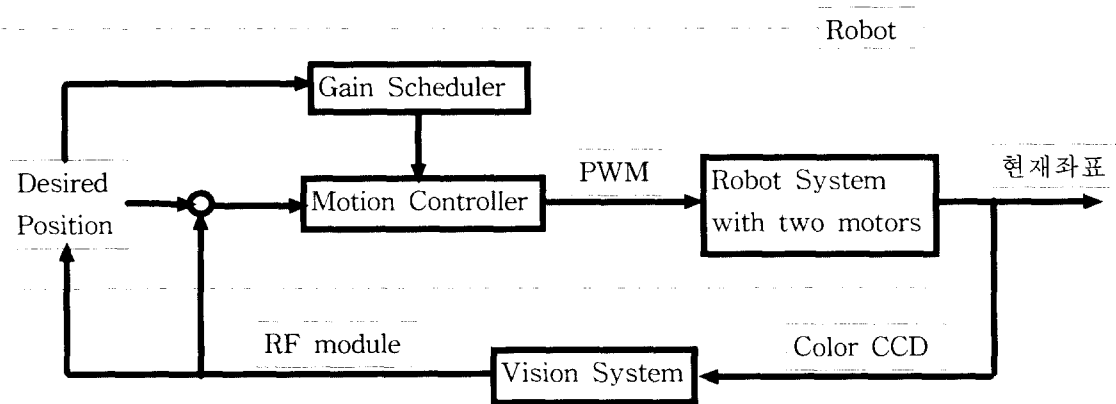 Robot
Gain Scheduler
Desired
Position
Motion Controller
PWM
Robot System
with two motors
현재좌표
RF module
Vision System
Color CCD